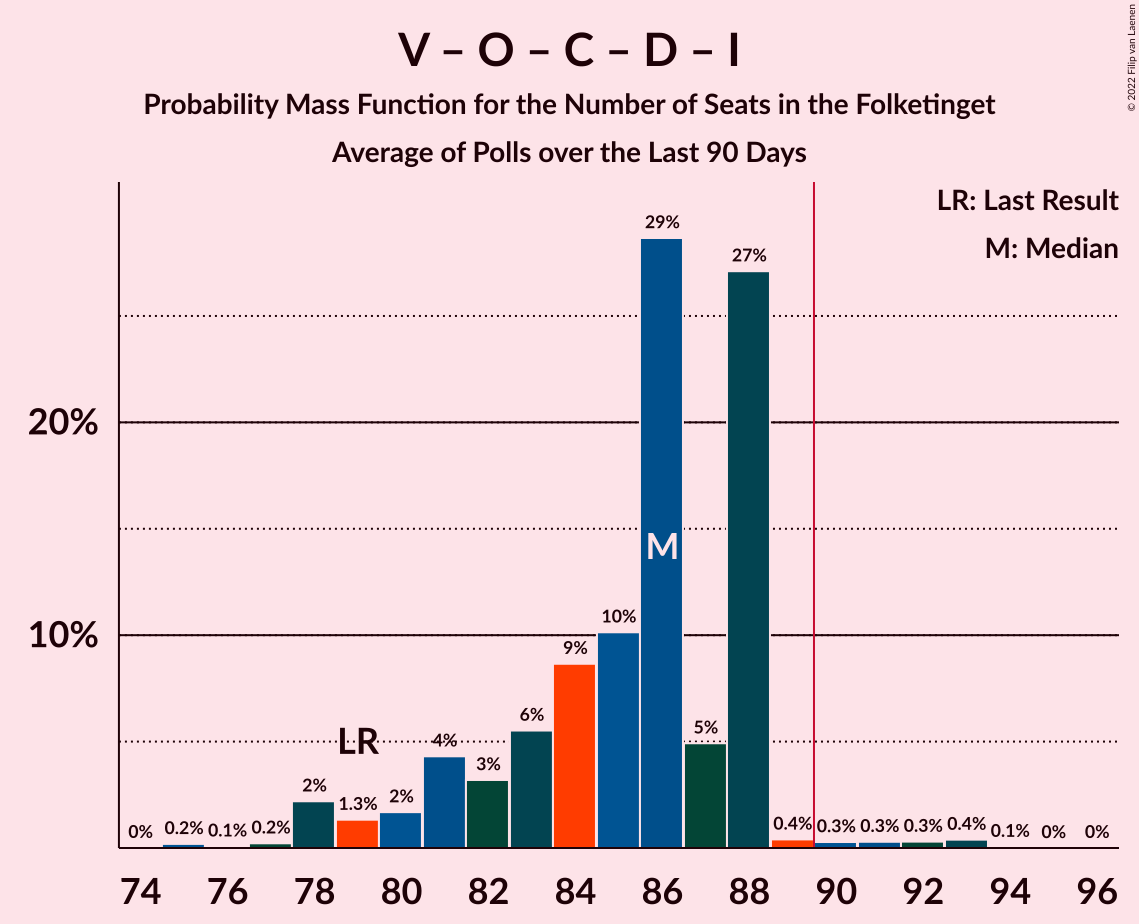 V – O – C – D – I
Probability Mass Function for the Number of Seats in the Folketinget
Average of Polls over the Last 90 Days
© 2022 Filip van Laenen
LR: Last Result
M: Median
20%
10%
0%
0.2%
0.1%
0.2%
2%
1.3%
LR
2%
4%
3%
6%
9%
10%
29%
M
5%
27%
0.4%
0.3%
0.3%
0.3%
0.4%
0.1%
0%
0%
74 76 78 80 82 84 86 88 90 92 94 96